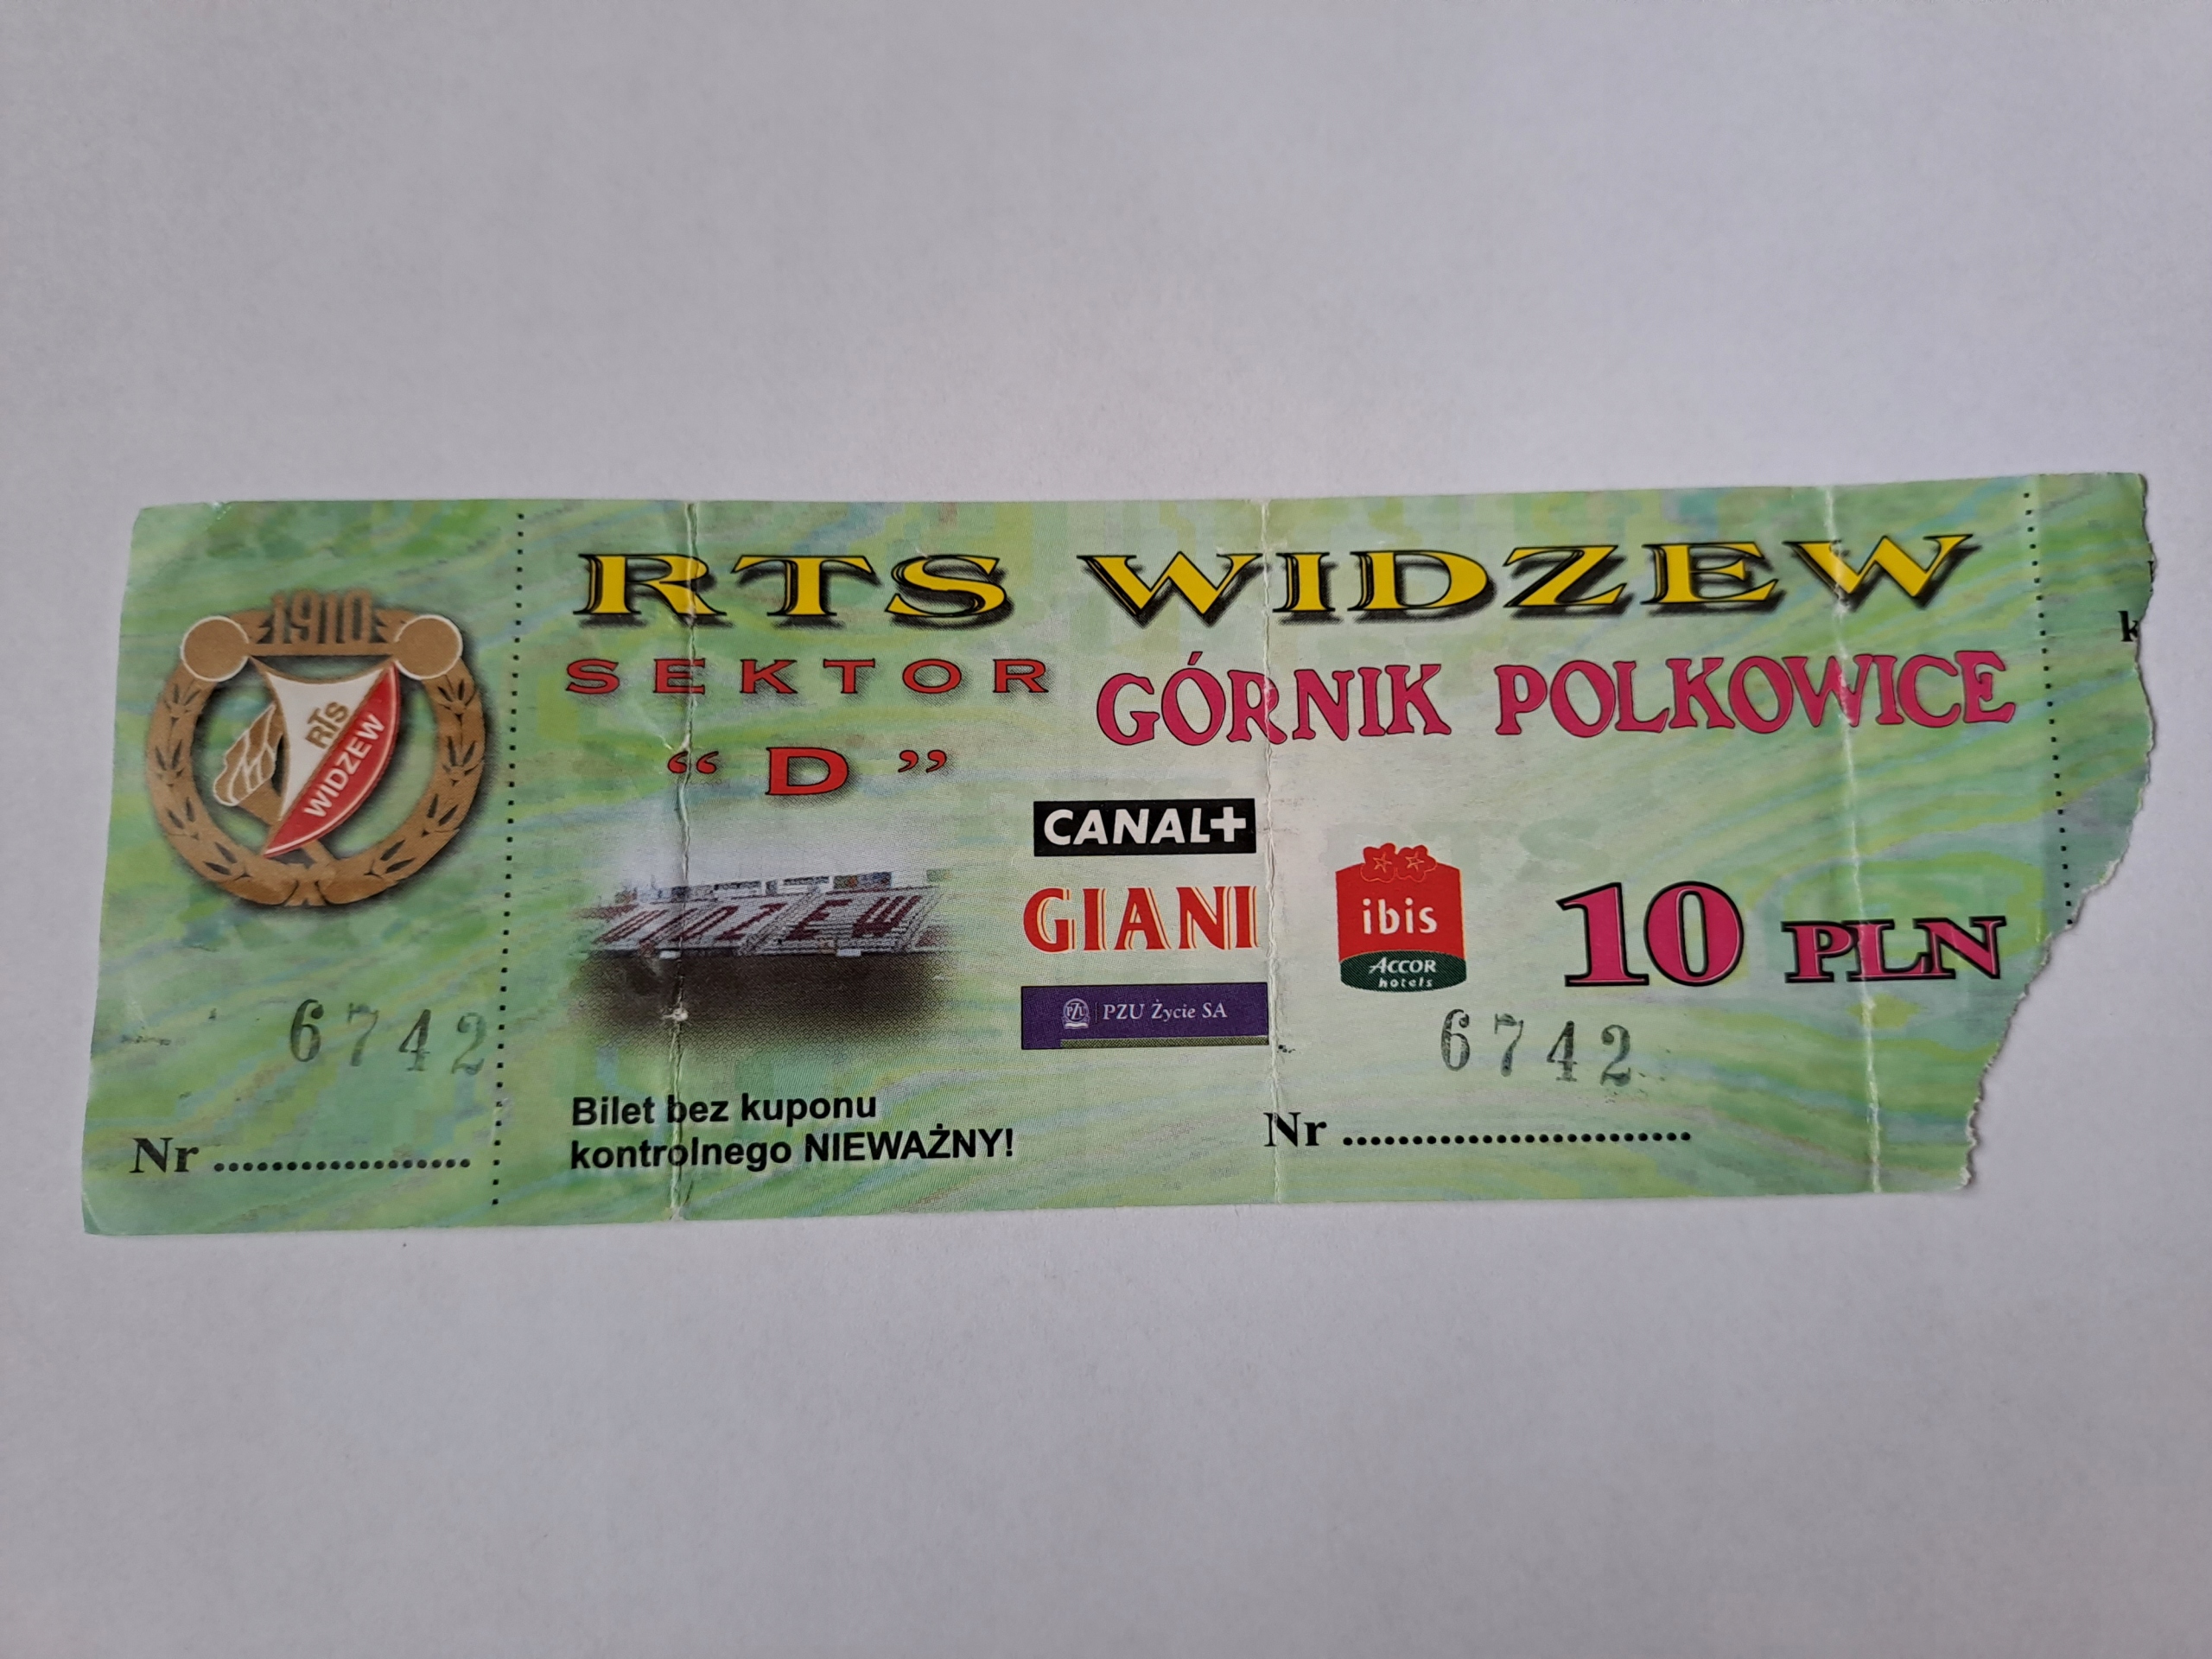 1910
RTS
WIDZEW
6742
Nr ..................
RTS WIDZEW
SEKTOR
“ D ”
GÓRNIK POLKOWICE
WIDZEW
CANAL+
GIANI
PZU Życie SA
ibis
ACCOR
hotels
10 PLN
6742
Nr .........................
Bilet bez kuponu
kontrolnego NIEWAŻNY!
k